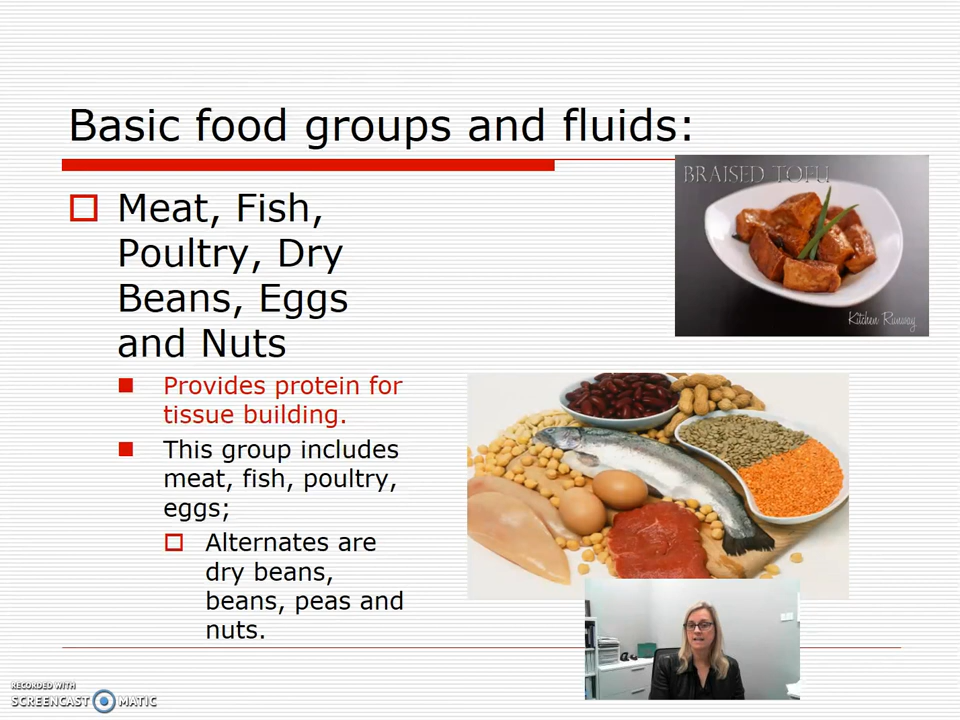 Basic food groups and fluids:
BRAISED TOFU
Meat, Fish,
Poultry, Dry
Beans, Eggs
and Nuts
Kitchen Runway
Provides protein for
tissue building.
This group includes
meat, fish, poultry,
eggs;
Alternates are
dry beans,
beans, peas and
nuts.
RECORDED WITH
SCREENCAST MATIC